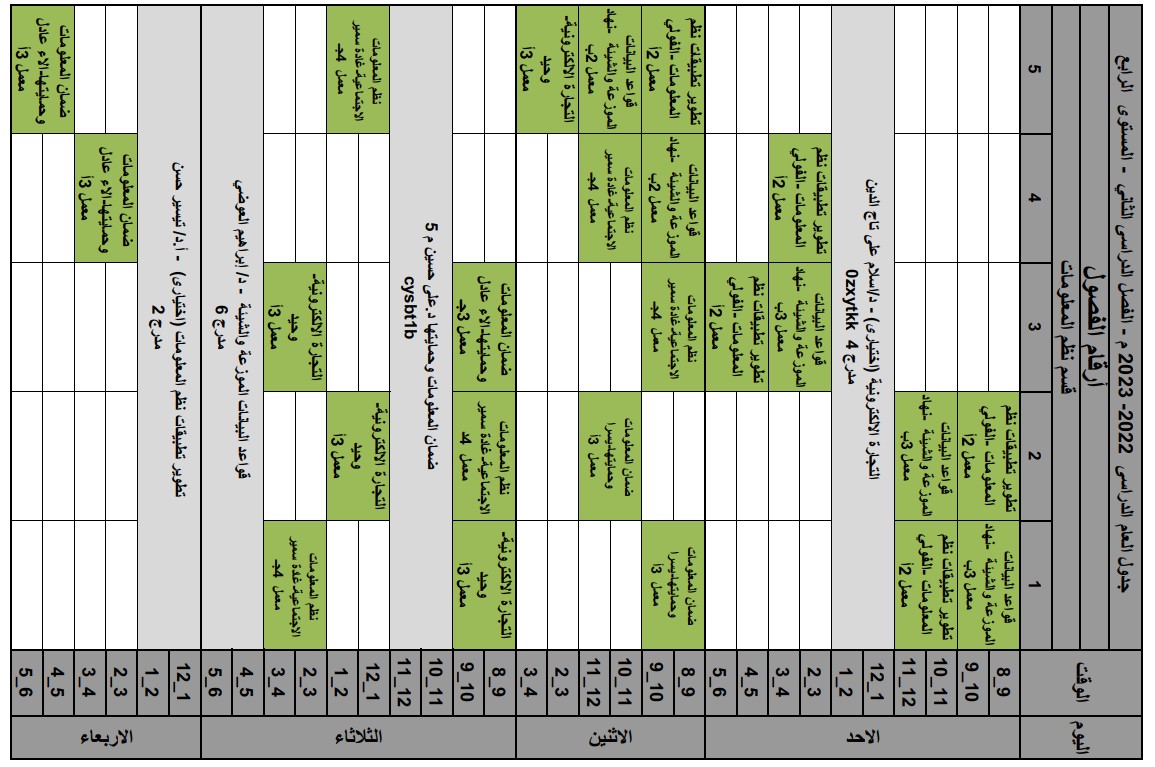 جدول العام الدراسى 2022- 2023 م - الفصل الدراسى الثاني - المستوى الرابع
أرقام الفصول
قسم نظم المعلومات
اليوم
الوقت
1
2
3
4
5
الاحد
8_9
9_10
قواعد البيانات
الموزعة والشيئة -نهاد
معمل 3ب
تطوير تطبيقات نظم
المعلومات -الفولي
معمل 2أ
10_11
11_12
تطوير تطبيقات نظم
المعلومات -الفولي
معمل 2أ
قواعد البيانات
الموزعة والشيئة -نهاد
معمل 3ب
12_1
1_2
التجارة الالكترونية (اختيارى) - د/اسلام على تاج الدين
مدرج 4 0zxytkk
2_3
3_4
قواعد البيانات
الموزعة والشيئة -نهاد
معمل 3ب
تطوير تطبيقات نظم
المعلومات -الفولي
معمل 2أ
4_5
5_6
تطوير تطبيقات نظم
المعلومات -الفولي
معمل 2أ
الاثنين
8_9
9_10
ضمان المعلومات
وحمايتها-يسرا
معمل 3أ
نظم المعلومات
الاجتماعية-غادة سمير
معمل 4جـ
قواعد البيانات
الموزعة والشيئة -نهاد
معمل 2ب
تطوير تطبيقات نظم
المعلومات -الفولي
معمل 2أ
10_11
11_12
ضمان المعلومات
وحمايتها-يسرا
معمل 3أ
نظم المعلومات
الاجتماعية-غادة سمير
معمل 4جـ
قواعد البيانات
الموزعة والشيئة -نهاد
معمل 2ب
2_3
3_4
التجارة الالكترونية-
وحيد
معمل 3أ
الثلاثاء
8_9
9_10
التجارة الالكترونية-
وحيد
معمل 3أ
نظم المعلومات
الاجتماعية-غادة سمير
معمل 4د
ضمان المعلومات
وحمايتها-الاء عادل
معمل 3جـ
10_11
11_12
ضمان المعلومات وحمايتها د.على حسين م 5
cysbt1b
12_1
1_2
التجارة الالكترونية-
وحيد
معمل 3أ
نظم المعلومات
الاجتماعية-غادة سمير
معمل 4جـ
2_3
3_4
نظم المعلومات
الاجتماعية-غادة سمير
معمل 4جـ
التجارة الالكترونية-
وحيد
معمل 3أ
4_5
5_6
قواعد البيانات الموزعة والشيئة - د/ إبراهيم العوضي
مدرج 6
الاربعاء
12_1
1_2
تطوير تطبيقات نظم المعلومات (اختيارى) - أ.د/ تيسير حسن
مدرج 2
2_3
3_4
ضمان المعلومات
وحمايتها-الاء عادل
معمل 3أ
4_5
5_6
ضمان المعلومات
وحمايتها-الاء عادل
معمل 3أ